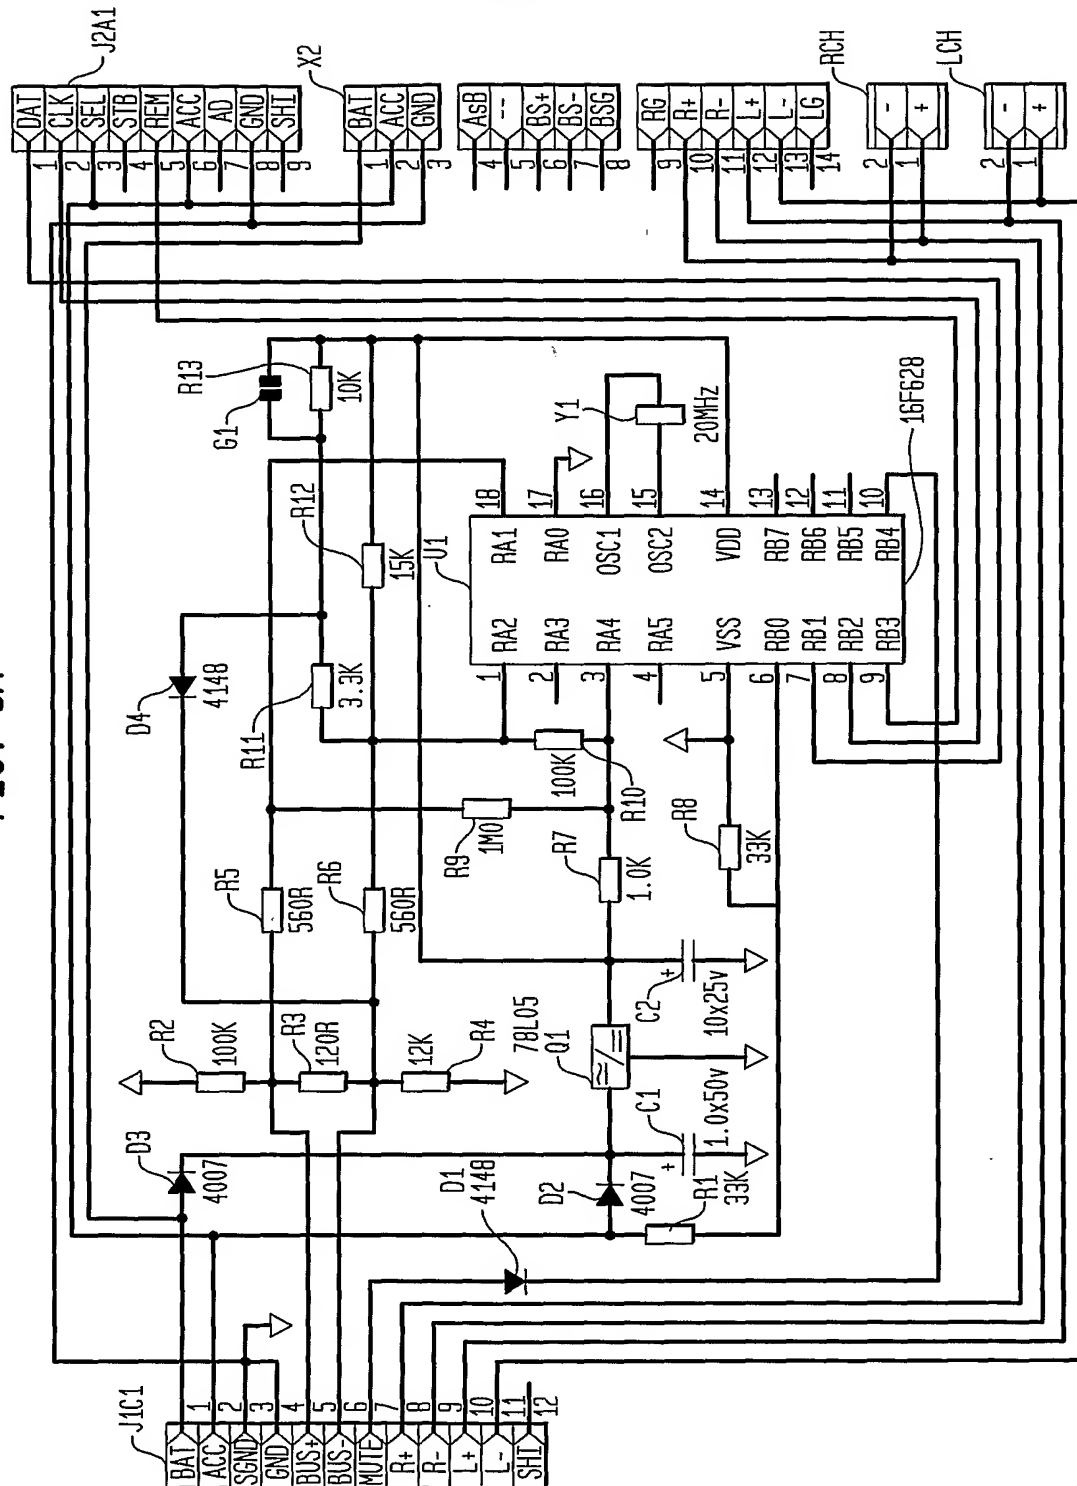 J2A1
DAT 1
CLK 2
SEL 3
STB 4
REM 5
ACC 6
AD 7
GND 8
SHI 9
X2
BAT 1
ACC 2
GND 3
AsB 4
-- 5
BS+ 6
BS- 7
BSG 8
RG 9
R+ 10
R- 11
L+ 12
L- 13
LG 14
RCH
- 2
+ 1
LCH
- 2
+ 1
R13
10K
G1
R12
15K
D4
4148
R11
3.3K
Y1
20MHz
16F628
U1
18 RA1
17 RA0
16 OSC1
15 OSC2
14 VDD
13 RB7
12 RB6
11 RB5
10 RB4
RA2 1
RA3 2
RA4 3
RA5 4
VSS 5
RB0 6
RB1 7
RB2 8
RB3 9
100K
R10
R9
1M0
R7
1.0K
R8
33K
R5
560R
R6
560R
R2
100K
R3
120R
12K
R4
78L05
Q1
C2
+
10x25v
C1
+
1.0x50v
D3
4007
D1
4148
D2
4007
R1
33K
J1C1
BAT 1
ACC 2
SGND 3
GND 4
BUS+ 5
BUS- 6
MUTE 7
R+ 8
R- 9
L+ 10
L- 11
SHI 12